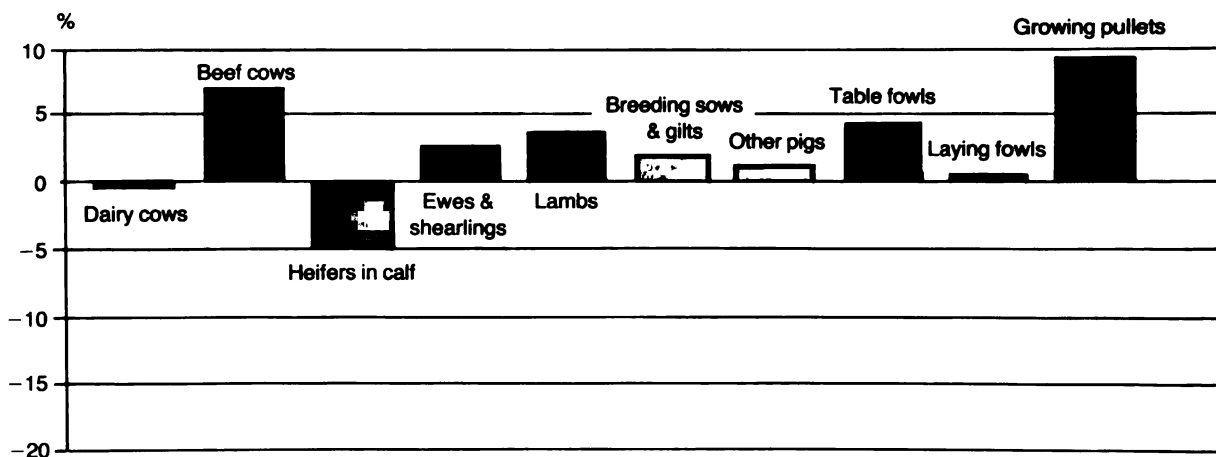 %
Growing pullets
10
Beef cows
Breeding sows
& gilts
Table fowls
5
Other pigs
Laying fowls
0
Dairy cows
Ewes &
shearlings
Lambs
−5
Heifers in calf
−10
−15
−20